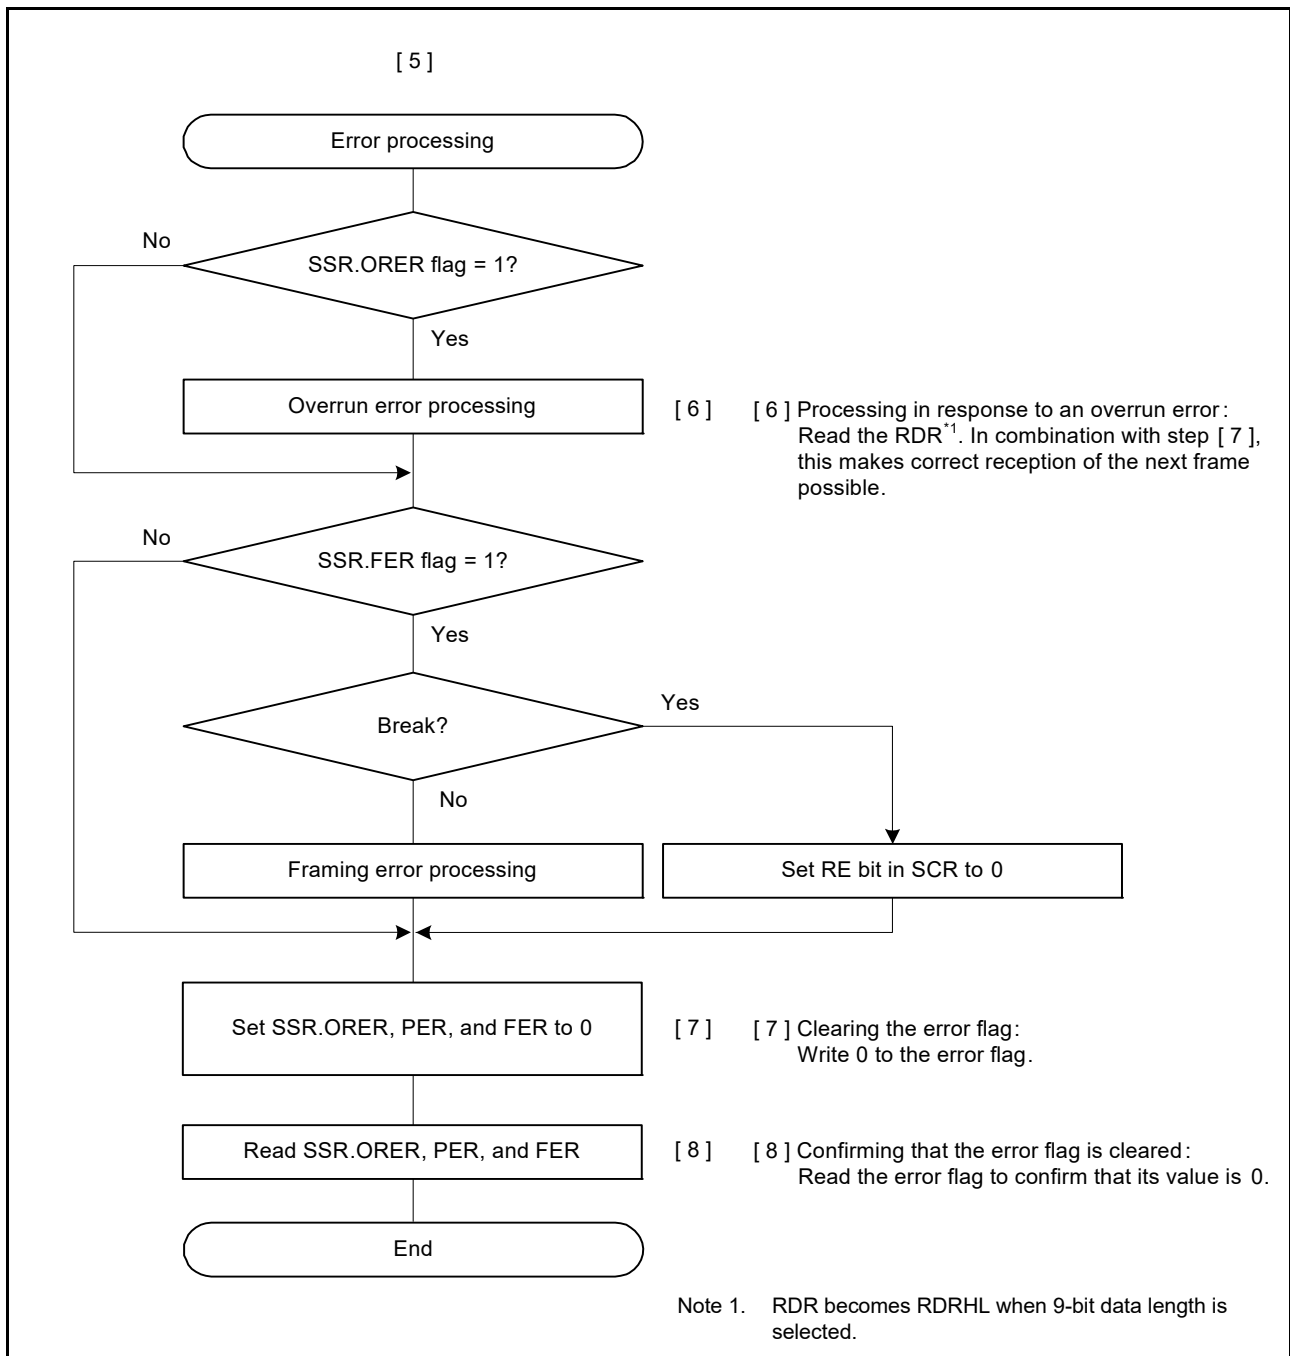 [ 5 ]
Error processing
No
SSR.ORER flag = 1?
Yes
Overrun error processing
[ 6 ]
[ 6 ] Processing in response to an overrun error:
Read the RDR*1. In combination with step [ 7 ],
this makes correct reception of the next frame
possible.
No
SSR.FER flag = 1?
Yes
Yes
Break?
No
Framing error processing
Set RE bit in SCR to 0
Set SSR.ORER, PER, and FER to 0
[ 7 ]
[ 7 ] Clearing the error flag:
Write 0 to the error flag.
Read SSR.ORER, PER, and FER
[ 8 ]
[ 8 ] Confirming that the error flag is cleared:
Read the error flag to confirm that its value is 0.
End
Note 1. RDR becomes RDRHL when 9-bit data length is
selected.